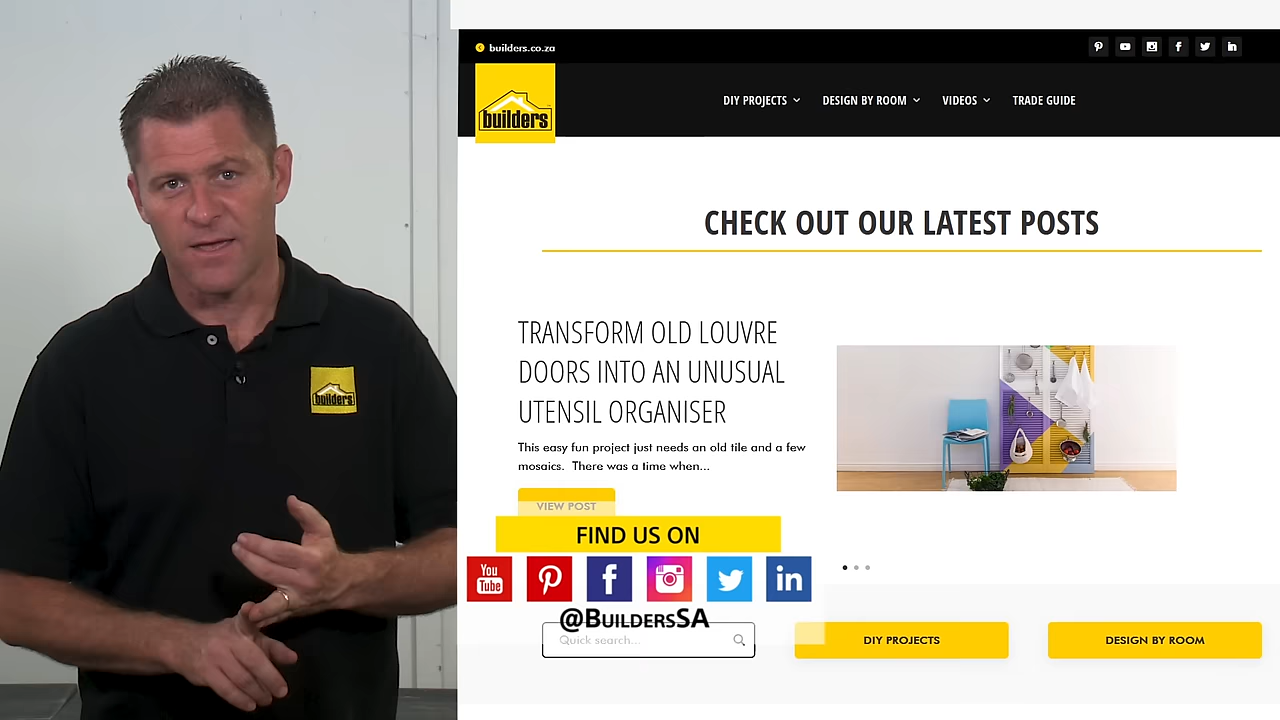 builders.co.za
builders
DIY PROJECTS
DESIGN BY ROOM
VIDEOS
TRADE GUIDE
CHECK OUT OUR LATEST POSTS
TRANSFORM OLD LOUVRE
DOORS INTO AN UNUSUAL
UTENSIL ORGANISER
This easy fun project just needs an old tile and a few
mosaics. There was a time when...
VIEW POST
FIND US ON
You
Tube
@BUILDERSSA
Quick search...
DIY PROJECTS
DESIGN BY ROOM
builders